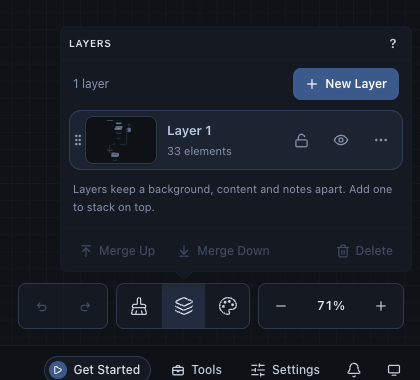 LAYERS ?
1 layer
+ New Layer
Layer 1
33 elements
Layers keep a background, content and notes apart. Add one
to stack on top.
Merge Up Merge Down Delete
− 71% +
Get Started Tools Settings